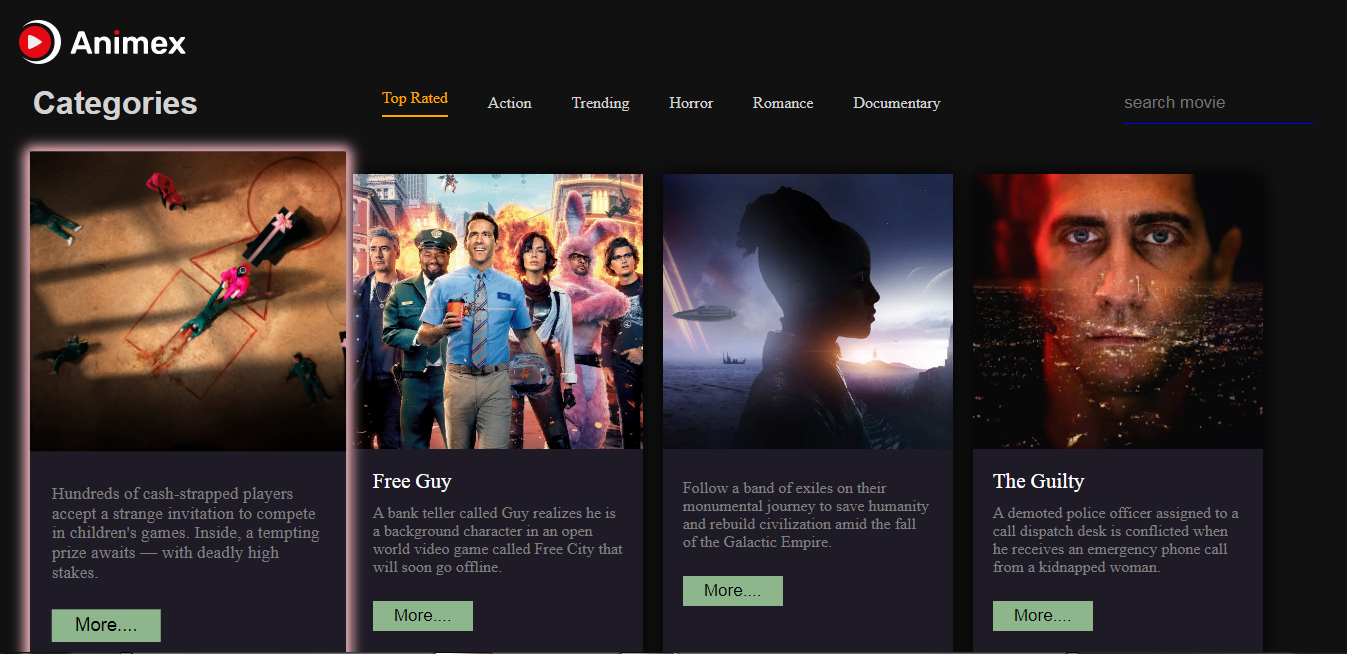 Animex
Categories
Top Rated
Action
Trending
Horror
Romance
Documentary
search movie
Hundreds of cash-strapped players
accept a strange invitation to compete
in children's games. Inside, a tempting
prize awaits — with deadly high
stakes.
More....
Free Guy
A bank teller called Guy realizes he is
a background character in an open
world video game called Free City that
will soon go offline.
More....
Follow a band of exiles on their
monumental journey to save humanity
and rebuild civilization amid the fall
of the Galactic Empire.
More....
The Guilty
A demoted police officer assigned to a
call dispatch desk is conflicted when
he receives an emergency phone call
from a kidnapped woman.
More....